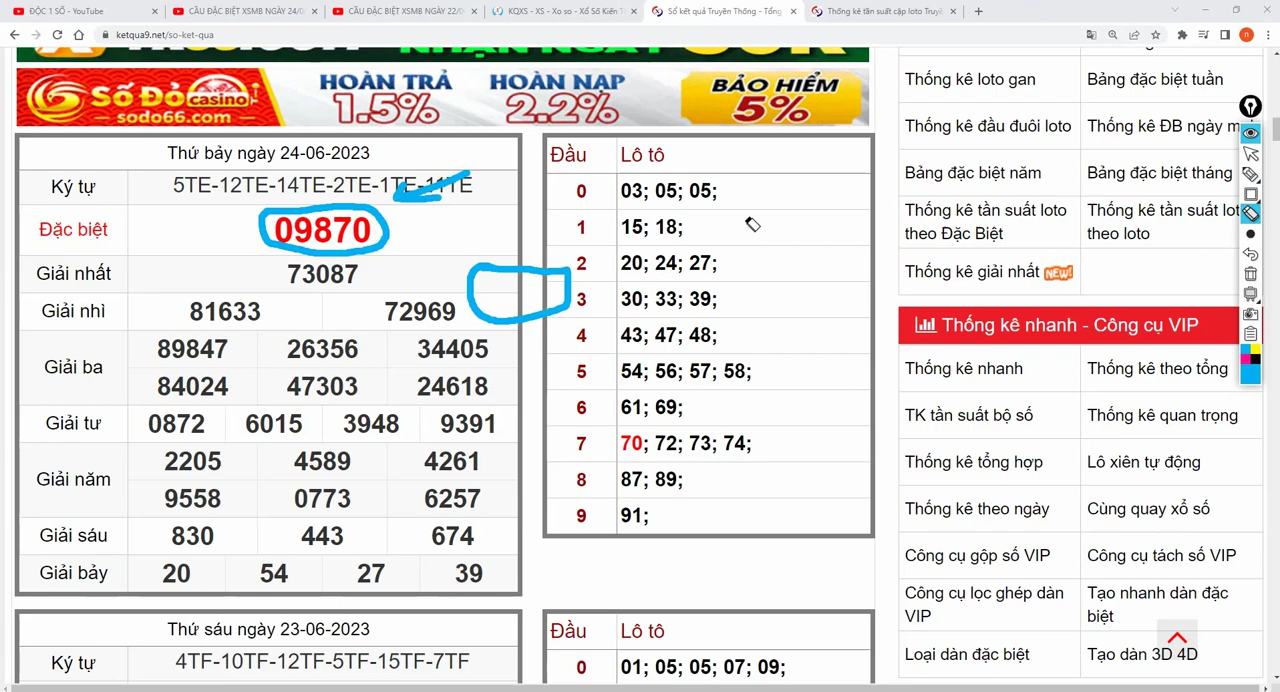 ĐỘC 1 SỐ - YouTube
CẦU ĐẶC BIỆT XSMB NGÀY 24/0
CẦU ĐẶC BIỆT XSMB NGÀY 22/0
KQXS - XS - Xo so - Xổ Số Kiến T
Sổ kết quả Truyền Thống - Tổng
Thống kê tần suất cặp loto Truyề
ketqua9.net/so-ket-qua
n
NHẬN NGAY
SỐ ĐỎ casino
sodo66.com
HOÀN TRẢ
1.5%
HOÀN NẠP
2.2%
BẢO HIỂM
5%
Thứ bảy ngày 24-06-2023
Ký tự 5TE-12TE-14TE-2TE-1TE-11TE
Đặc biệt 09870
Giải nhất 73087
Giải nhì 81633 72969
Giải ba 89847 26356 34405
84024 47303 24618
Giải tư 0872 6015 3948 9391
Giải năm 2205 4589 4261
9558 0773 6257
Giải sáu 830 443 674
Giải bảy 20 54 27 39
Thứ sáu ngày 23-06-2023
Ký tự 4TF-10TF-12TF-5TF-15TF-7TF
Đầu Lô tô
0 03; 05; 05;
1 15; 18;
2 20; 24; 27;
3 30; 33; 39;
4 43; 47; 48;
5 54; 56; 57; 58;
6 61; 69;
7 70; 72; 73; 74;
8 87; 89;
9 91;
Đầu Lô tô
0 01; 05; 05; 07; 09;
Thống kê loto gan Bảng đặc biệt tuần
Thống kê đầu đuôi loto Thống kê ĐB ngày m
Bảng đặc biệt năm Bảng đặc biệt tháng
Thống kê tần suất loto theo Đặc Biệt Thống kê tần suất lot theo loto
Thống kê giải nhất NEW!
Thống kê nhanh - Công cụ VIP
Thống kê nhanh Thống kê theo tổng
TK tần suất bộ số Thống kê quan trọng
Thống kê tổng hợp Lô xiên tự động
Thống kê theo ngày Cùng quay xổ số
Công cụ gộp số VIP Công cụ tách số VIP
Công cụ lọc ghép dàn VIP Tạo nhanh dàn đặc biệt
Loại dàn đặc biệt Tạo dàn 3D 4D